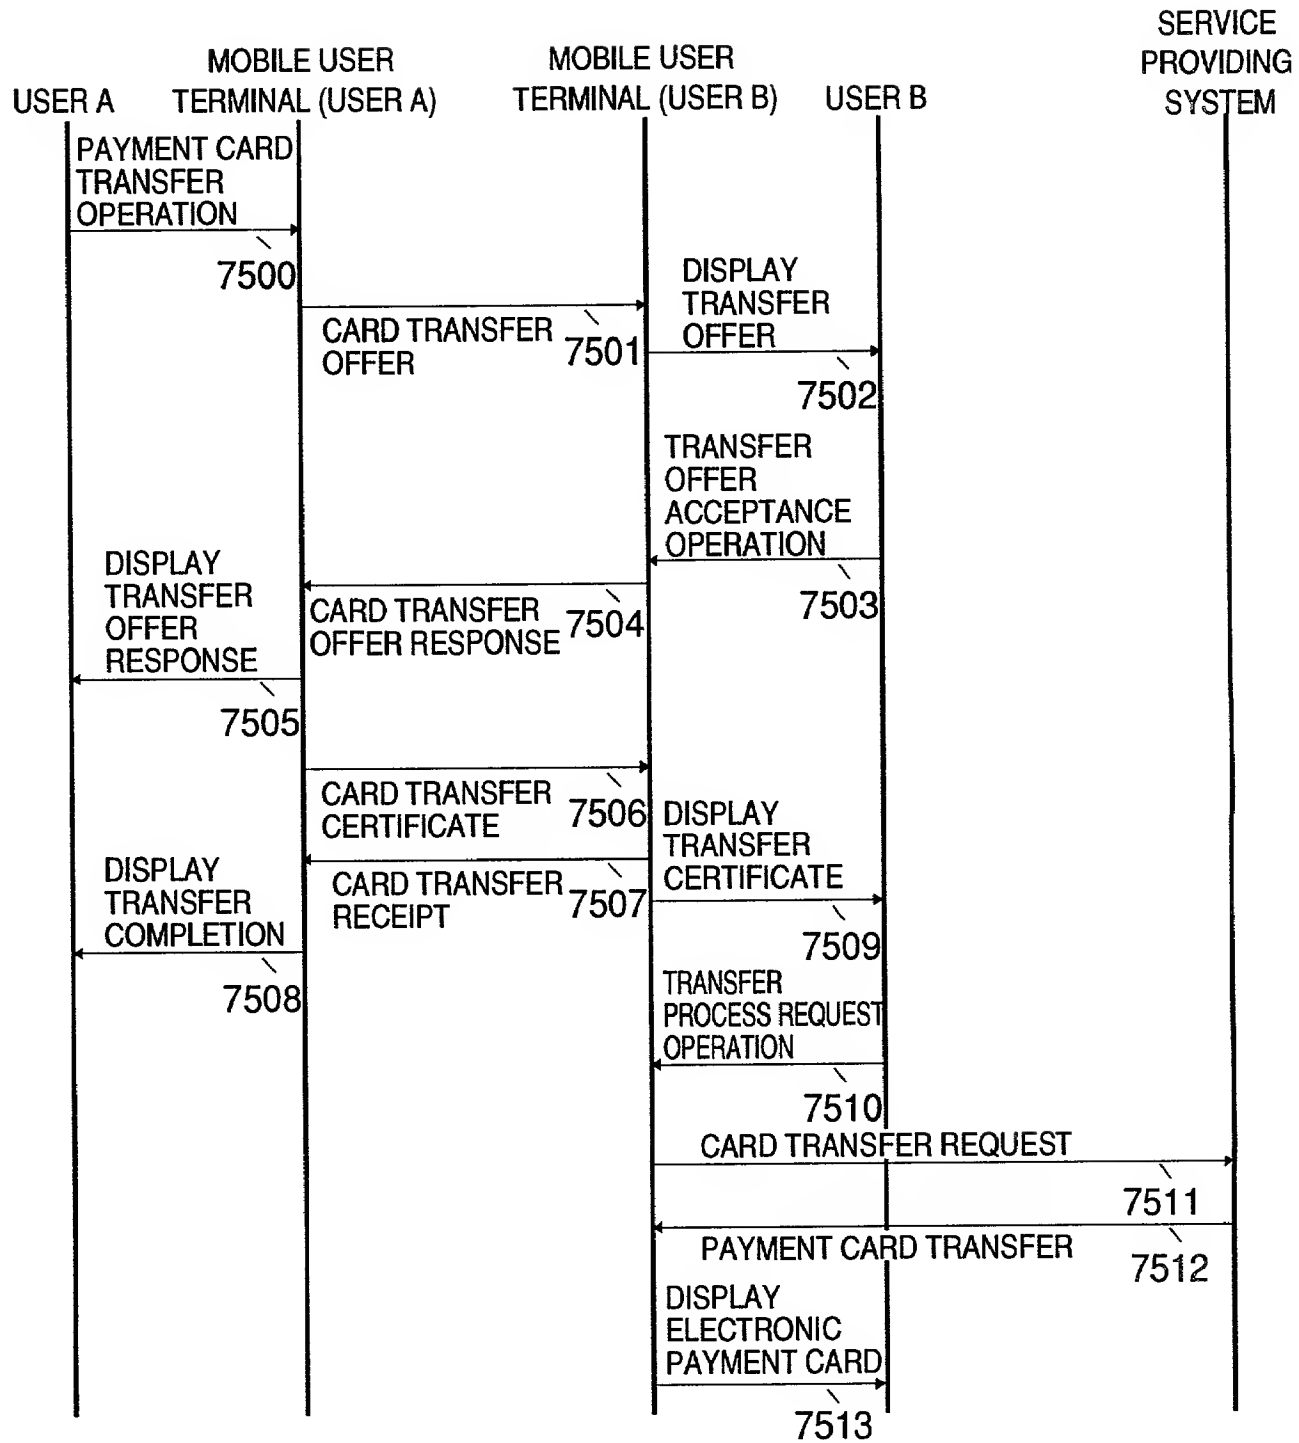 SERVICE
PROVIDING
SYSTEM
MOBILE USER
TERMINAL (USER A)
MOBILE USER
TERMINAL (USER B)
USER A
USER B
PAYMENT CARD
TRANSFER
OPERATION
7500
CARD TRANSFER
OFFER
7501
DISPLAY
TRANSFER
OFFER
7502
TRANSFER
OFFER
ACCEPTANCE
OPERATION
7503
CARD TRANSFER
OFFER RESPONSE
7504
DISPLAY
TRANSFER
OFFER
RESPONSE
7505
CARD TRANSFER
CERTIFICATE
7506
CARD TRANSFER
RECEIPT
7507
DISPLAY
TRANSFER
COMPLETION
7508
DISPLAY
TRANSFER
CERTIFICATE
7509
TRANSFER
PROCESS REQUEST
OPERATION
7510
CARD TRANSFER REQUEST
7511
PAYMENT CARD TRANSFER
7512
DISPLAY
ELECTRONIC
PAYMENT CARD
7513